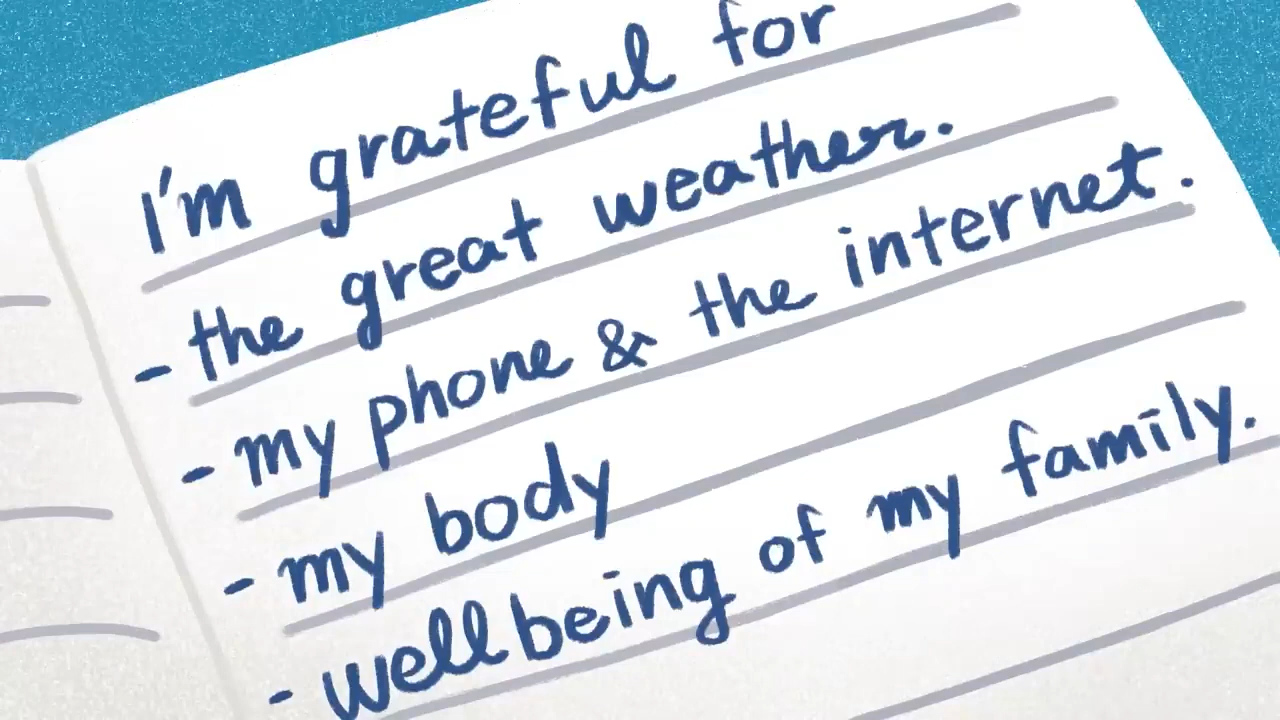 I'm grateful for
- the great weather.
- my phone & the internet.
- my body
- wellbeing of my family.